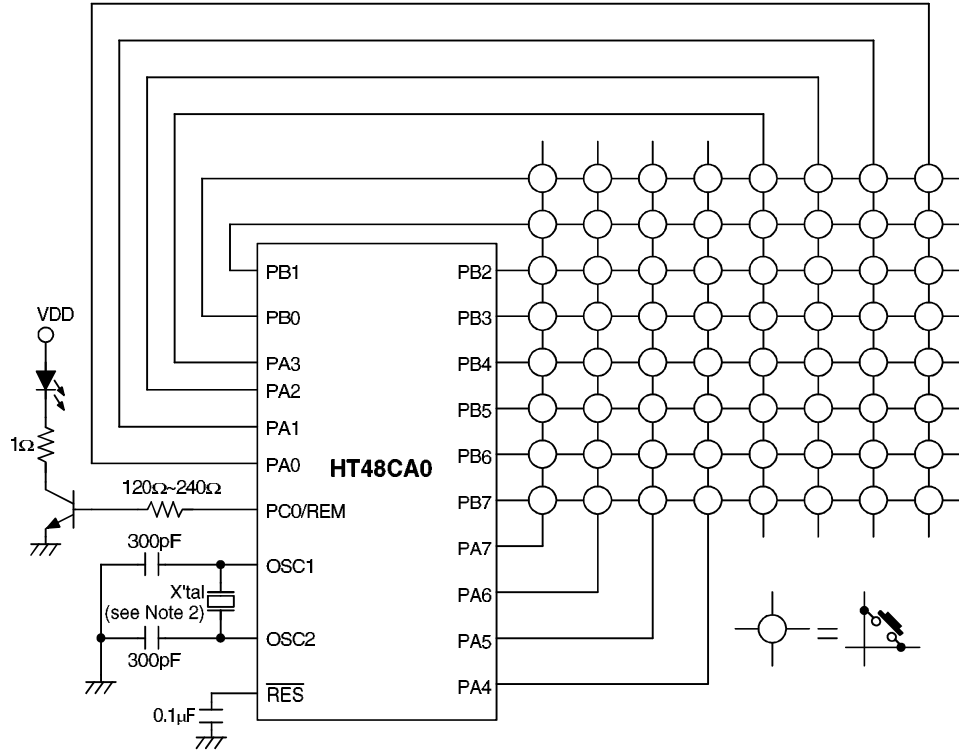 VDD
1Ω
120Ω~240Ω
300pF
X'tal
(see Note 2)
300pF
0.1µF
PB1
PB0
PA3
PA2
PA1
PA0
PC0/REM
OSC1
OSC2
RES
HT48CA0
PB2
PB3
PB4
PB5
PB6
PB7
PA7
PA6
PA5
PA4
=